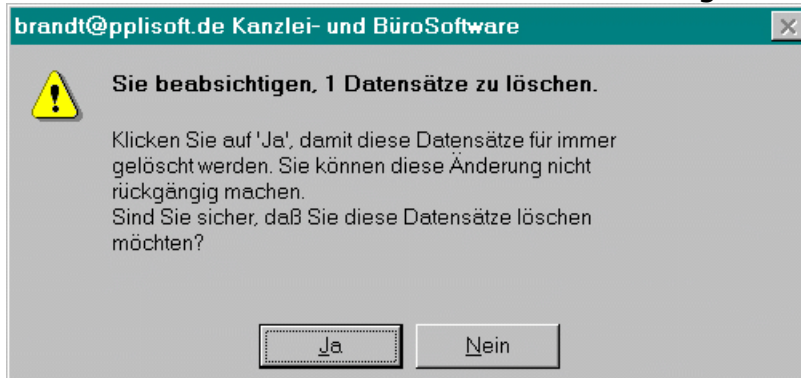 brandt@pplisoft.de Kanzlei- und BüroSoftware
Sie beabsichtigen, 1 Datensätze zu löschen.
Klicken Sie auf 'Ja', damit diese Datensätze für immer
gelöscht werden. Sie können diese Änderung nicht
rückgängig machen.
Sind Sie sicher, daß Sie diese Datensätze löschen
möchten?
Ja Nein